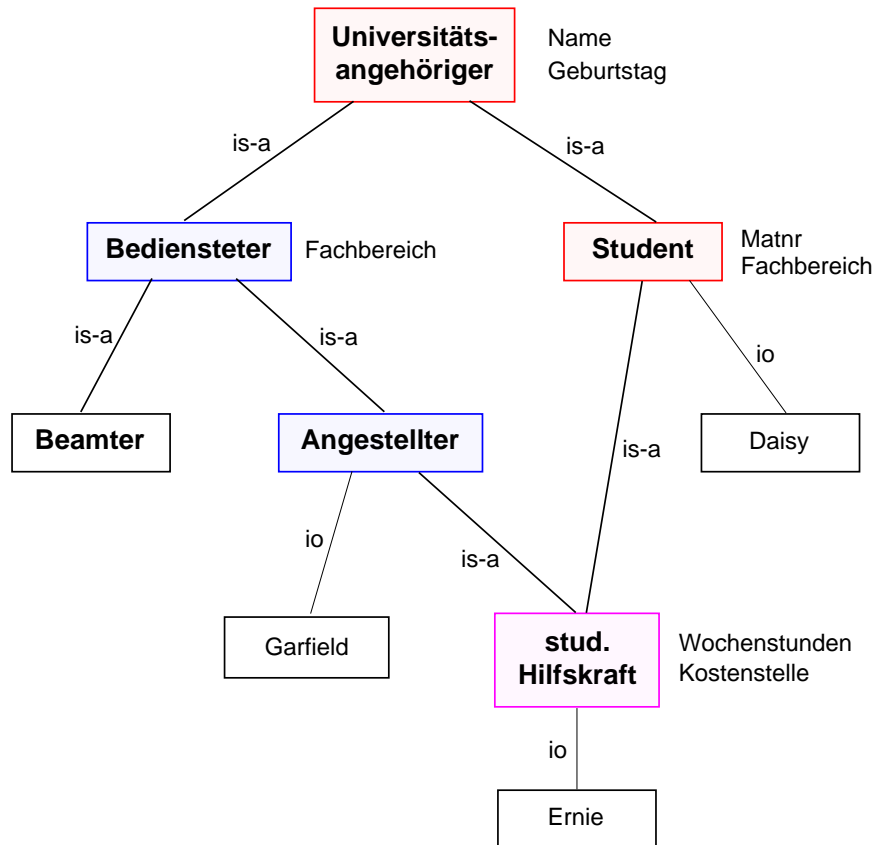 Universitäts-
angehöriger
Name
Geburtstag
is-a
is-a
Bediensteter
Fachbereich
Student
Matnr
Fachbereich
is-a
is-a
io
Beamter
Angestellter
is-a
Daisy
io
is-a
Garfield
stud.
Hilfskraft
Wochenstunden
Kostenstelle
io
Ernie